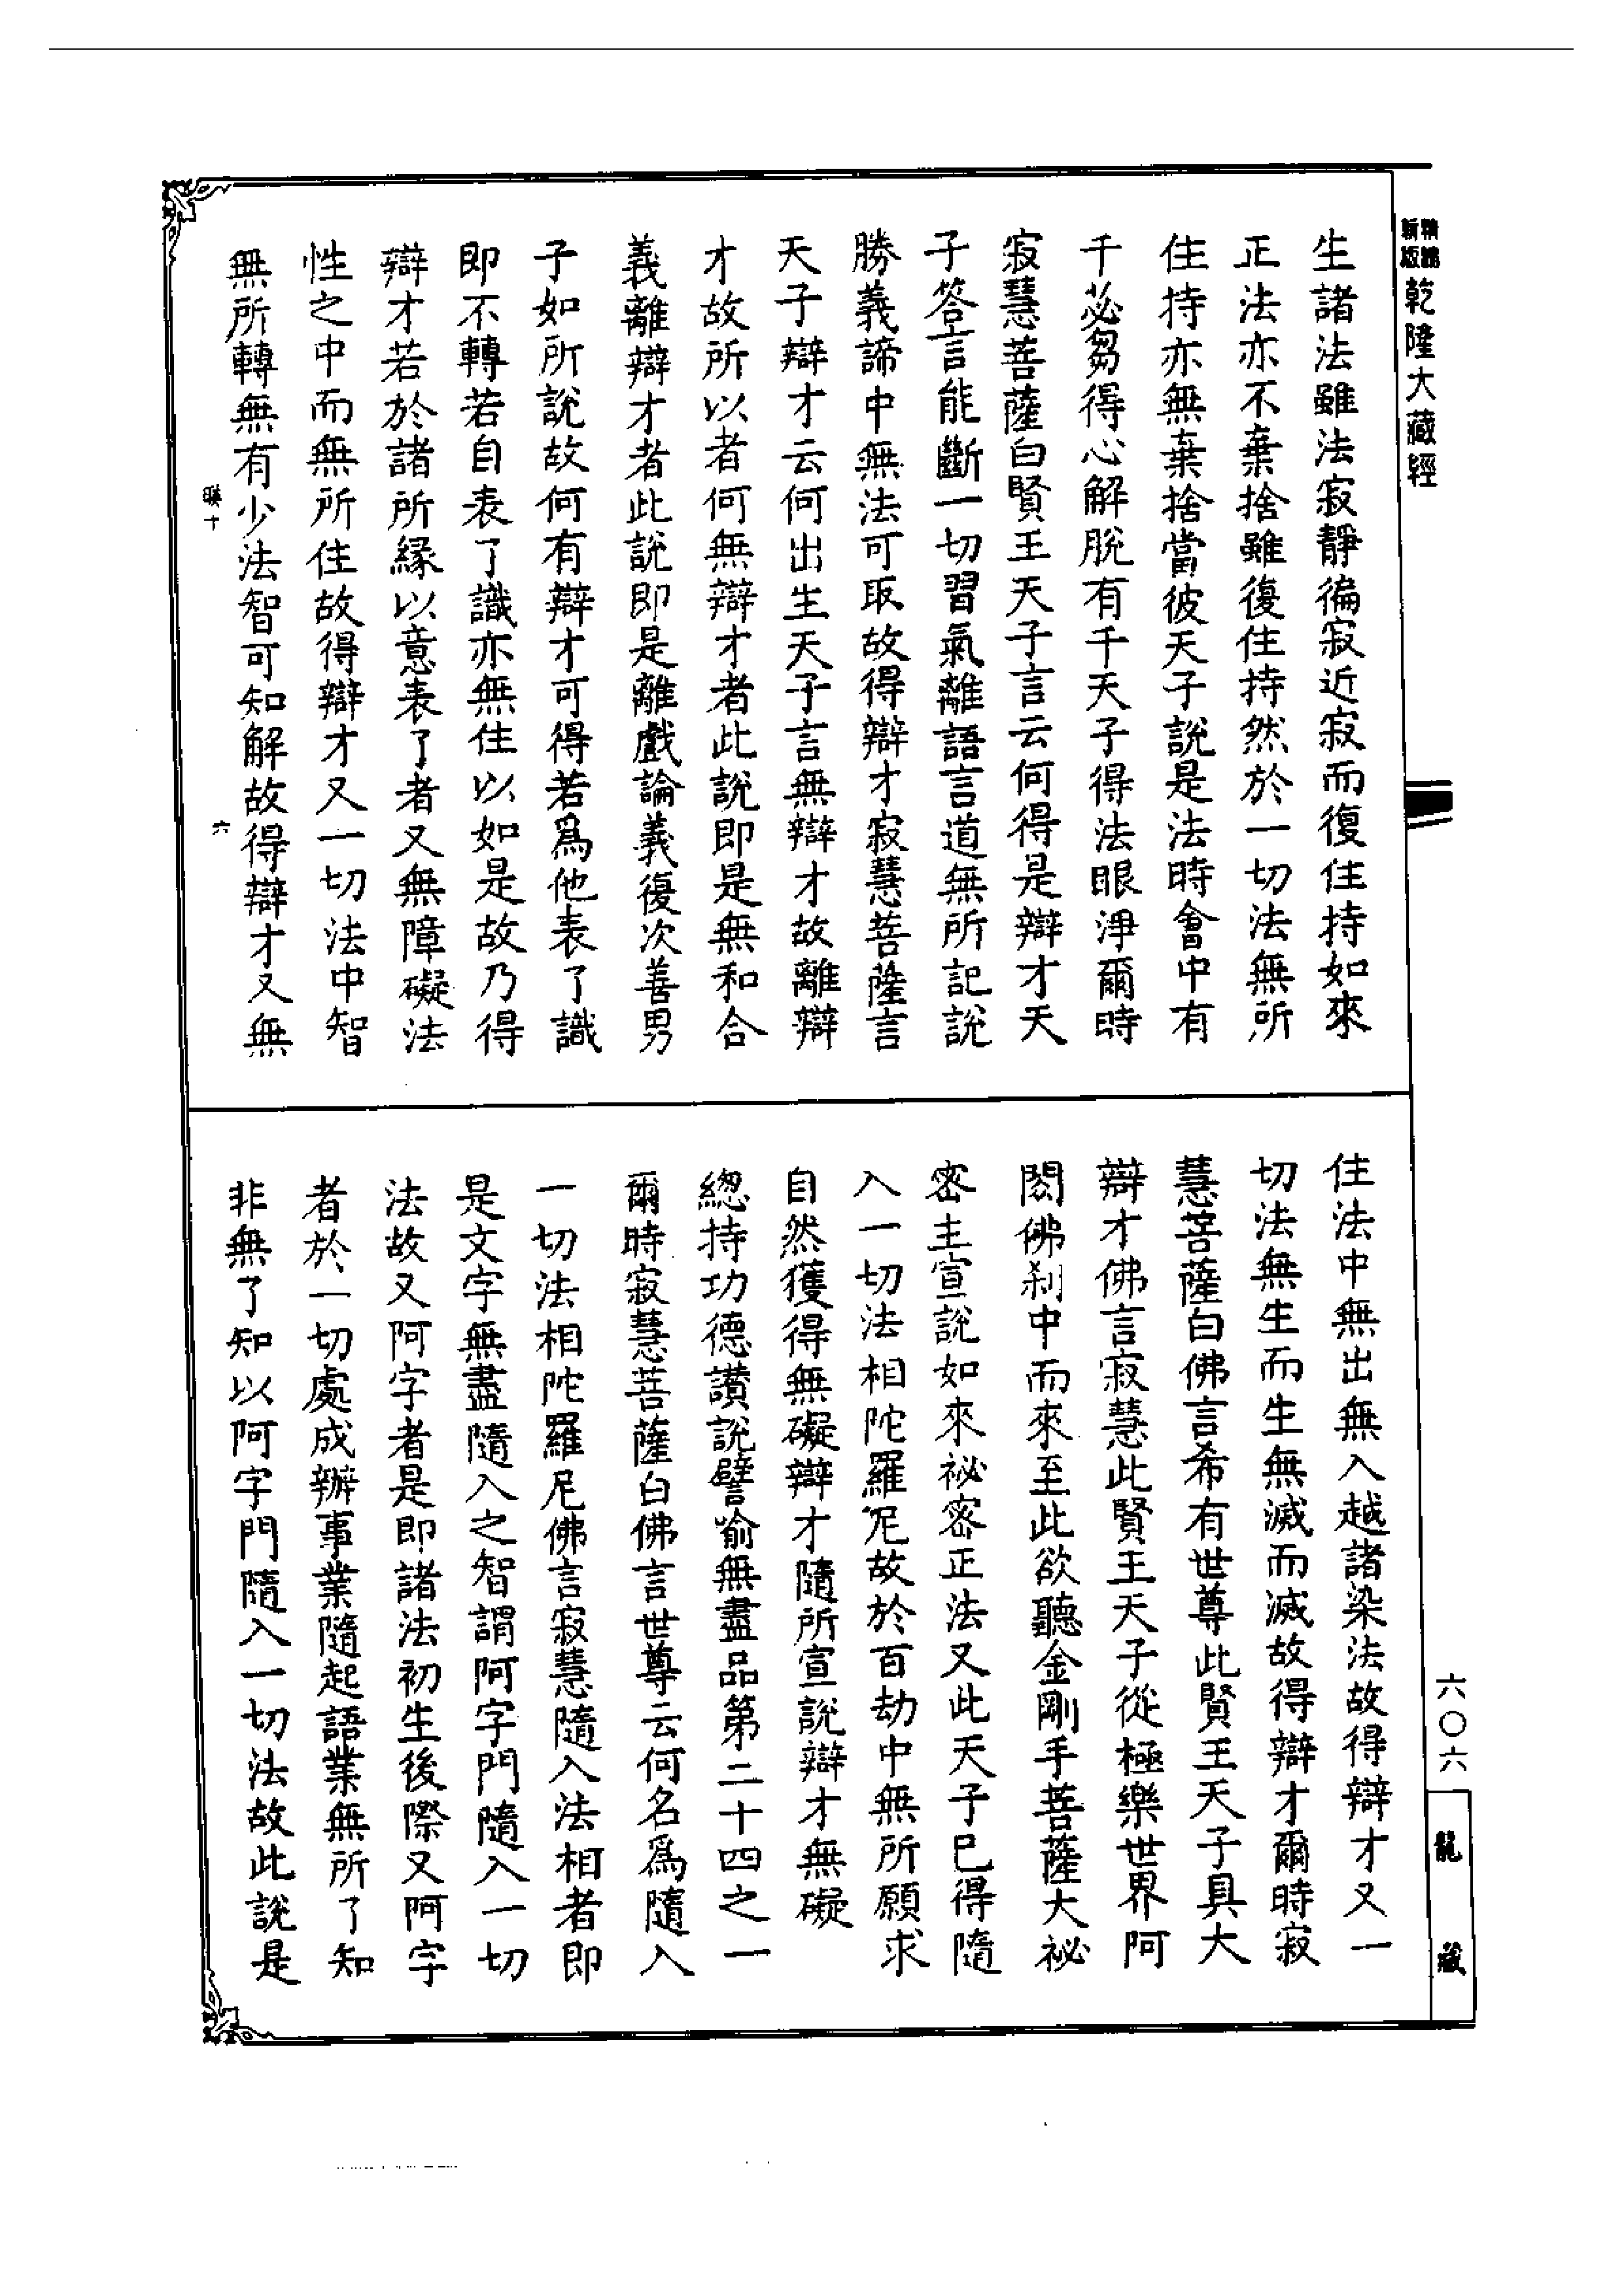 精編新版乾隆大藏經
生諸法雖法寂靜徧寂近寂而復住持如來
正法亦不棄捨雖復住持然於一切法無所
住持亦無棄捨當彼天子說是法時會中有
千苾芻得心解脫有千天子得法眼淨爾時
寂慧菩薩白賢王天子言云何得是辯才天
子答言能斷一切習氣離語言道無所記說
勝義諦中無法可取故得辯才寂慧菩薩言
天子辯才云何出生天子言無辯才故離辯
才故所以者何無辯才者此說即是無和合
義離辯才者此說即是離戲論義復次善男
子如所說故何有辯才可得若爲他表了識
即不轉若自表了識亦無住以如是故乃得
辯才若於諸所緣以意表了者又無障礙法
性之中而無所住故得辯才又一切法中智
無所轉無有少法智可知解故得辯才又無
六
住法中無出無入越諸染法故得辯才又一
切法無生而生無滅而滅故得辯才爾時寂
慧菩薩白佛言希有世尊此賢王天子具大
辯才佛言寂慧此賢王天子從極樂世界阿
閦佛剎中而來至此欲聽金剛手菩薩大祕
密主宣說如來祕密正法又此天子已得隨
入一切法相陀羅尼故於百劫中無所願求
自然獲得無礙辯才隨所宣說辯才無礙
總持功德讚說譬喻無盡品第二十四之一
爾時寂慧菩薩白佛言世尊云何名爲隨入
一切法相陀羅尼佛言寂慧隨入法相者即
是文字無盡隨入之智謂阿字門隨入一切
法故又阿字者是即諸法初生後際又阿字
者於一切處成辦事業隨起語業無所了知
非無了知以阿字門隨入一切法故此說是
六〇六
龍藏